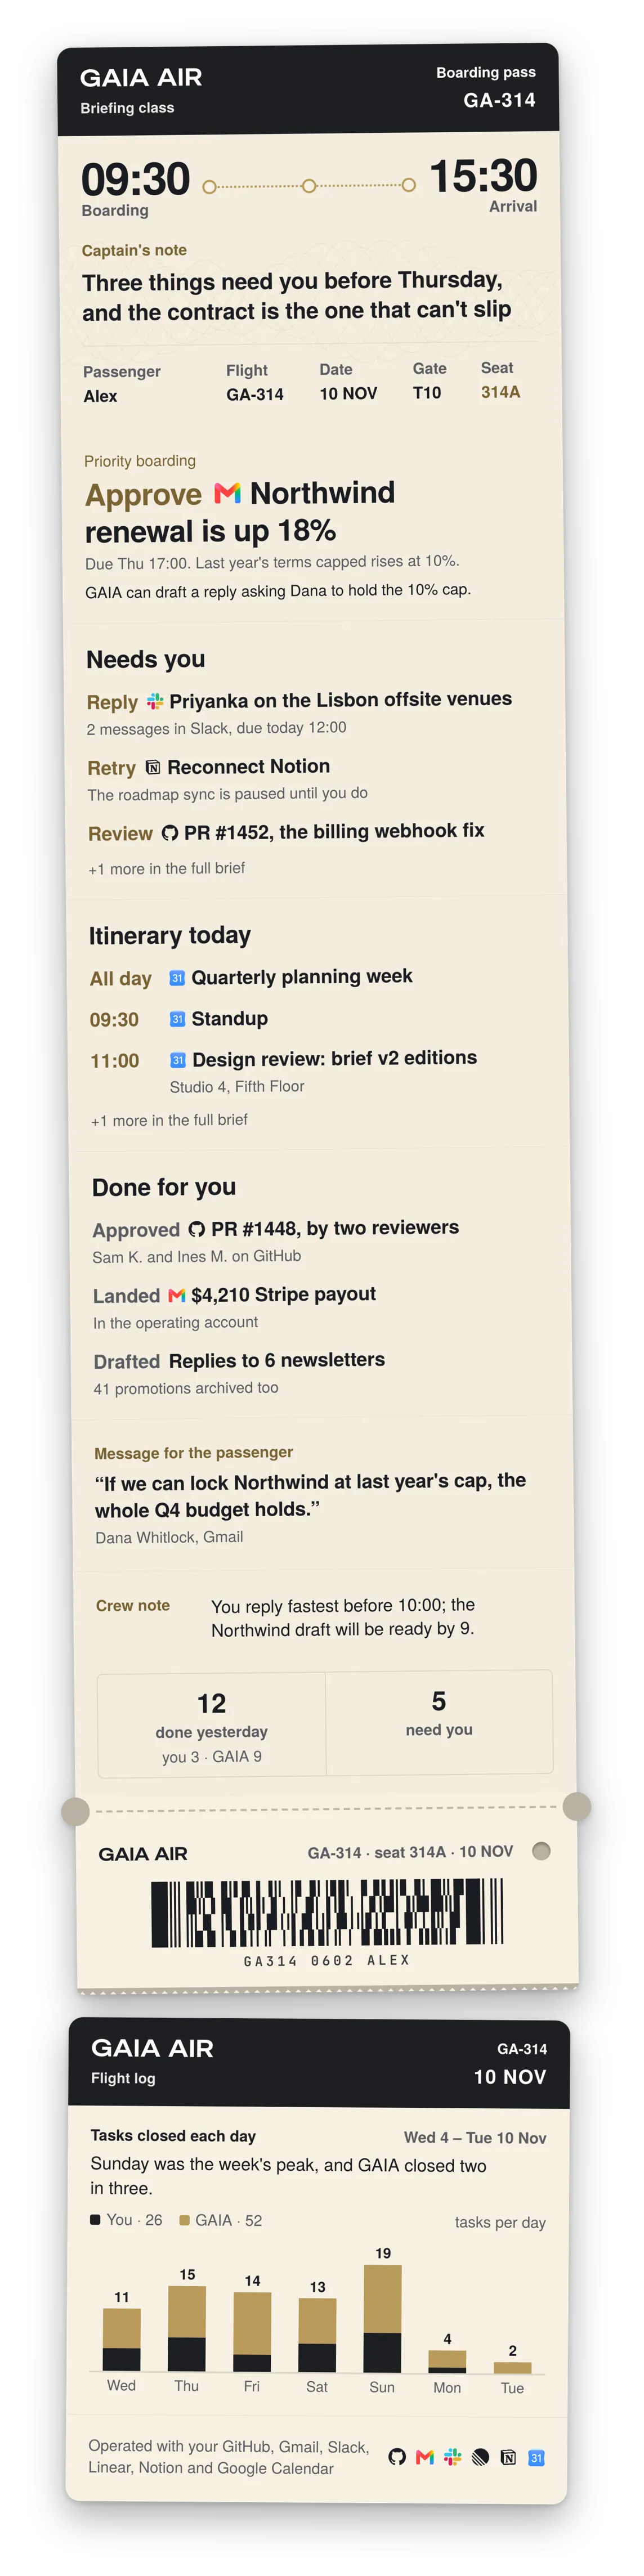 GAIA AIR
Boarding pass
Briefing class
GA-314
09:30
15:30
Boarding
Arrival
Captain's note
Three things need you before Thursday,
and the contract is the one that can't slip
Passenger Flight Date Gate Seat
Alex GA-314 10 NOV T10 314A
Priority boarding
Approve Northwind
renewal is up 18%
Due Thu 17:00. Last year's terms capped rises at 10%.
GAIA can draft a reply asking Dana to hold the 10% cap.
Needs you
Reply Priyanka on the Lisbon offsite venues
2 messages in Slack, due today 12:00
Retry Reconnect Notion
The roadmap sync is paused until you do
Review PR #1452, the billing webhook fix
+1 more in the full brief
Itinerary today
All day 31 Quarterly planning week
09:30 31 Standup
11:00 31 Design review: brief v2 editions
Studio 4, Fifth Floor
+1 more in the full brief
Done for you
Approved PR #1448, by two reviewers
Sam K. and Ines M. on GitHub
Landed $4,210 Stripe payout
In the operating account
Drafted Replies to 6 newsletters
41 promotions archived too
Message for the passenger
“If we can lock Northwind at last year's cap, the
whole Q4 budget holds.”
Dana Whitlock, Gmail
Crew note
You reply fastest before 10:00; the
Northwind draft will be ready by 9.
12
done yesterday
you 3 · GAIA 9
5
need you
GAIA AIR
GA-314 · seat 314A · 10 NOV
GA314 0602 ALEX
GAIA AIR
GA-314
Flight log
10 NOV
Tasks closed each day
Wed 4 – Tue 10 Nov
Sunday was the week's peak, and GAIA closed two
in three.
You · 26 GAIA · 52
tasks per day
11 15 14 13 19 4 2
Wed Thu Fri Sat Sun Mon Tue
Operated with your GitHub, Gmail, Slack,
Linear, Notion and Google Calendar
31